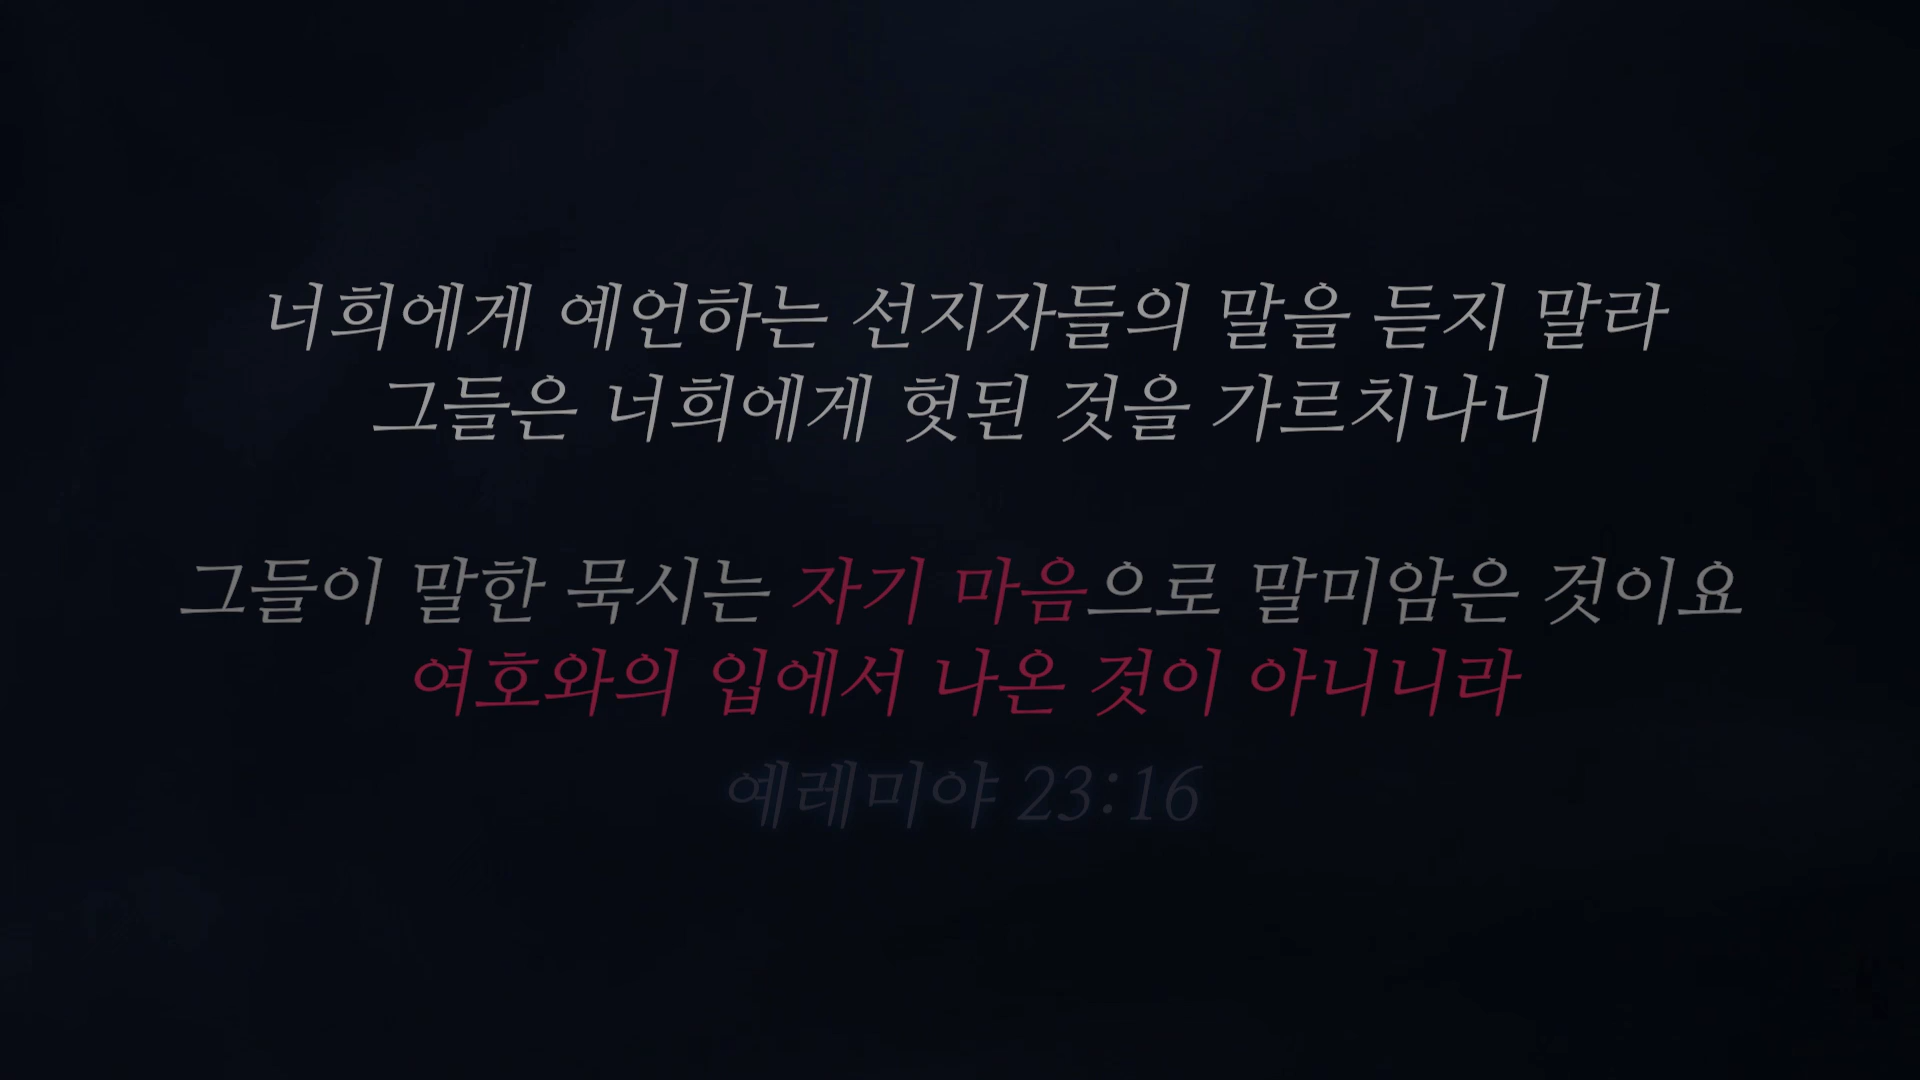 너희에게 예언하는 선지자들의 말을 듣지 말라
그들은 너희에게 헛된 것을 가르치나니
그들이 말한 묵시는 자기 마음으로 말미암은 것이요
여호와의 입에서 나온 것이 아니니라
예레미야 23:16